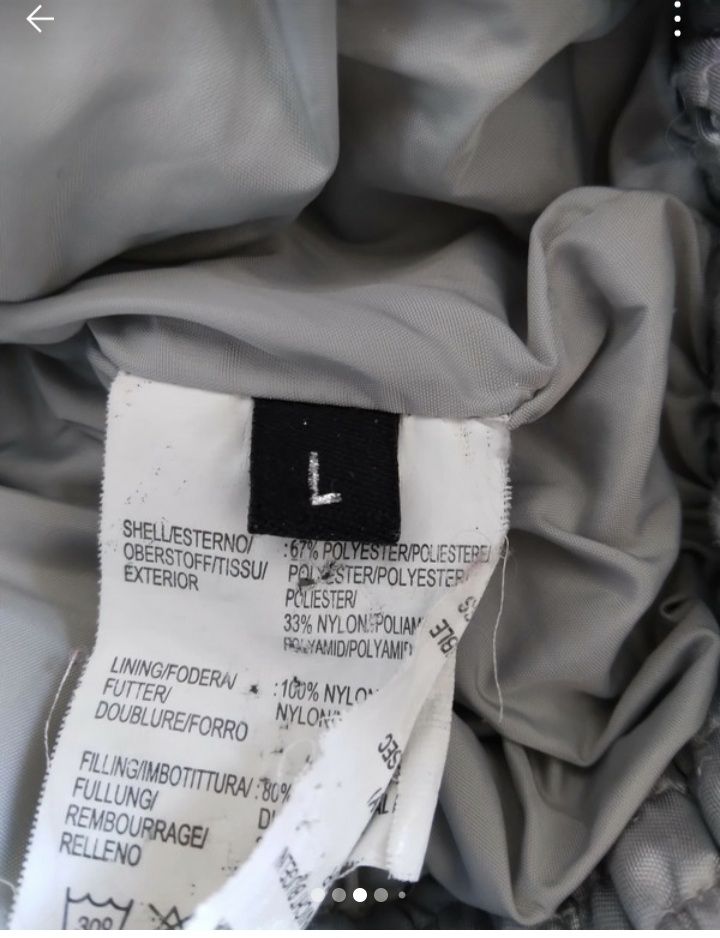 L
SHELL/ESTERNO/
OBERSTOFF/TISSU/
EXTERIOR
:67% POLYESTER/POLIESTERE/
POLYESTER/POLYESTER/
POLIESTER/
33% NYLON/POLIAM
POLYAMID/POLYAMID
LINING/FODERA/
FUTTER/
DOUBLURE/FORRO
:100% NYLON
NYLON
FILLING/IMBOTTITURA/
FULLUNG/
REMBOURRAGE/
RELLENO
:80%
30°